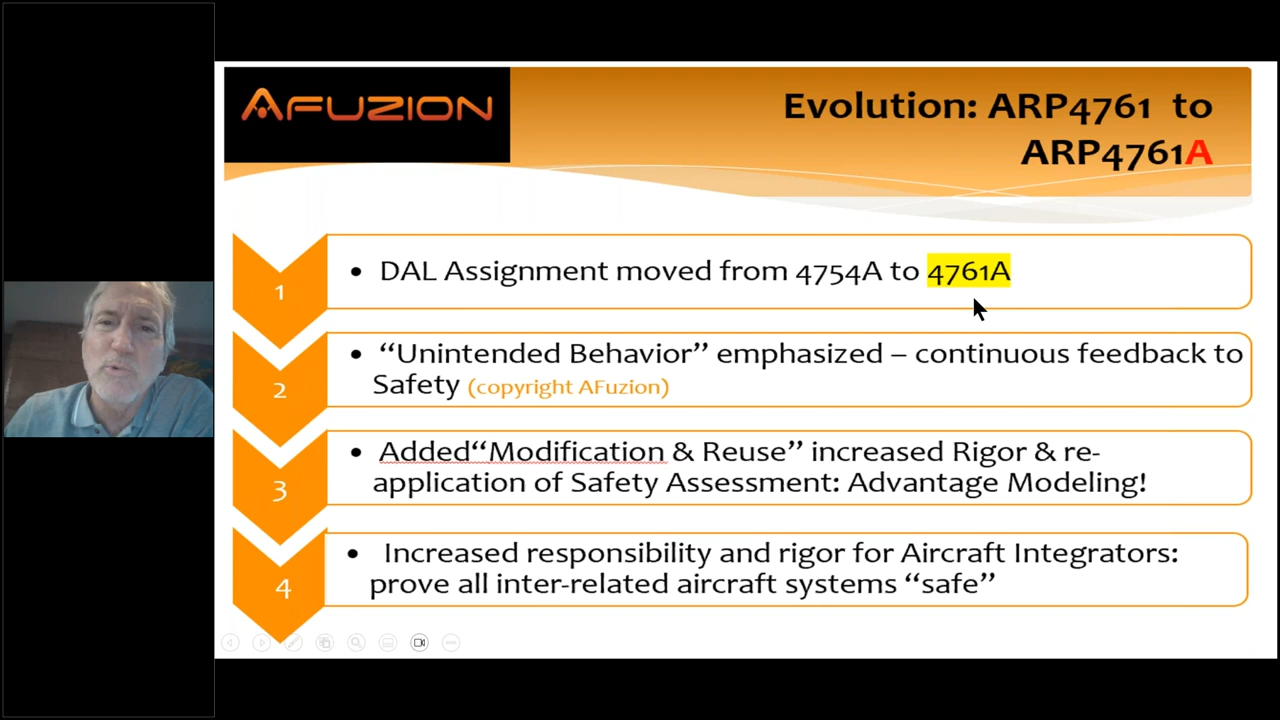 AFUZION
Evolution: ARP4761 to
ARP4761A
1
• DAL Assignment moved from 4754A to 4761A
2
• “Unintended Behavior” emphasized – continuous feedback to
Safety (copyright AFuzion)
3
• Added“Modification & Reuse” increased Rigor & re-
application of Safety Assessment: Advantage Modeling!
4
• Increased responsibility and rigor for Aircraft Integrators:
prove all inter-related aircraft systems “safe”